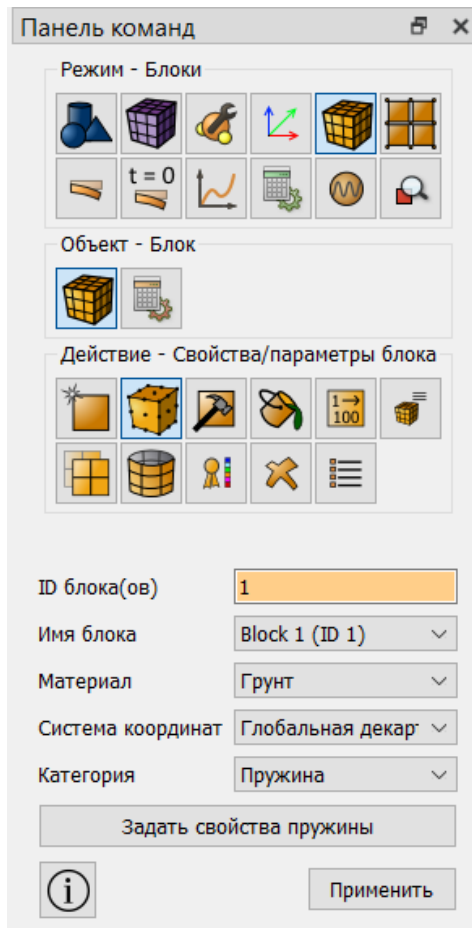 Панель команд
Режим - Блоки
t = 0
Объект - Блок
Действие - Свойства/параметры блока
1→
100
ID блока(ов) 1
Имя блока Block 1 (ID 1)
Материал Грунт
Система координат Глобальная декар
Категория Пружина
Задать свойства пружины
i Применить